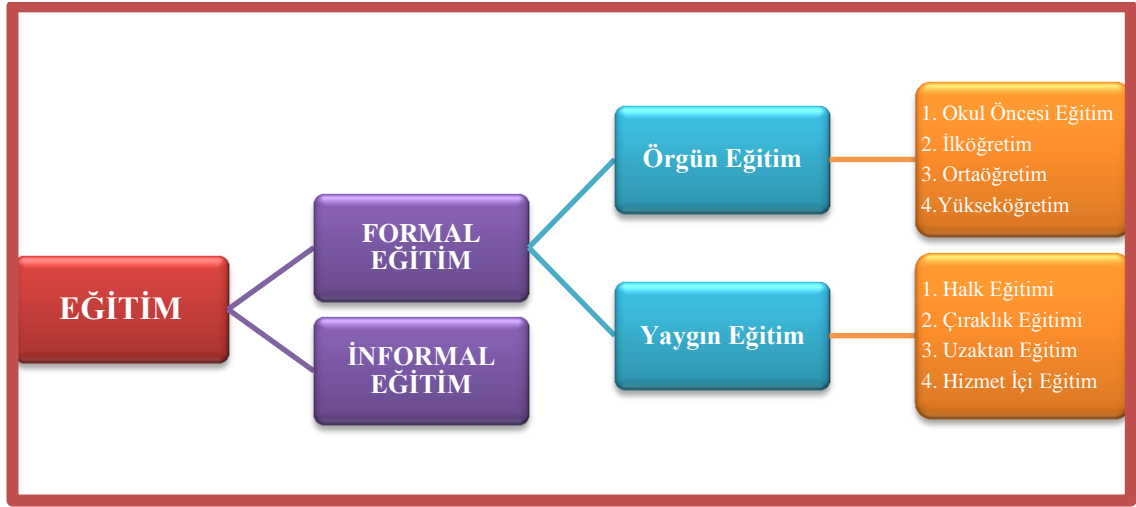 EĞİTİM
FORMAL
EĞİTİM
İNFORMAL
EĞİTİM
Örgün Eğitim
Yaygın Eğitim
1. Okul Öncesi Eğitim
2. İlköğretim
3. Ortaöğretim
4.Yükseköğretim
1. Halk Eğitimi
2. Çıraklık Eğitimi
3. Uzaktan Eğitim
4. Hizmet İçi Eğitim